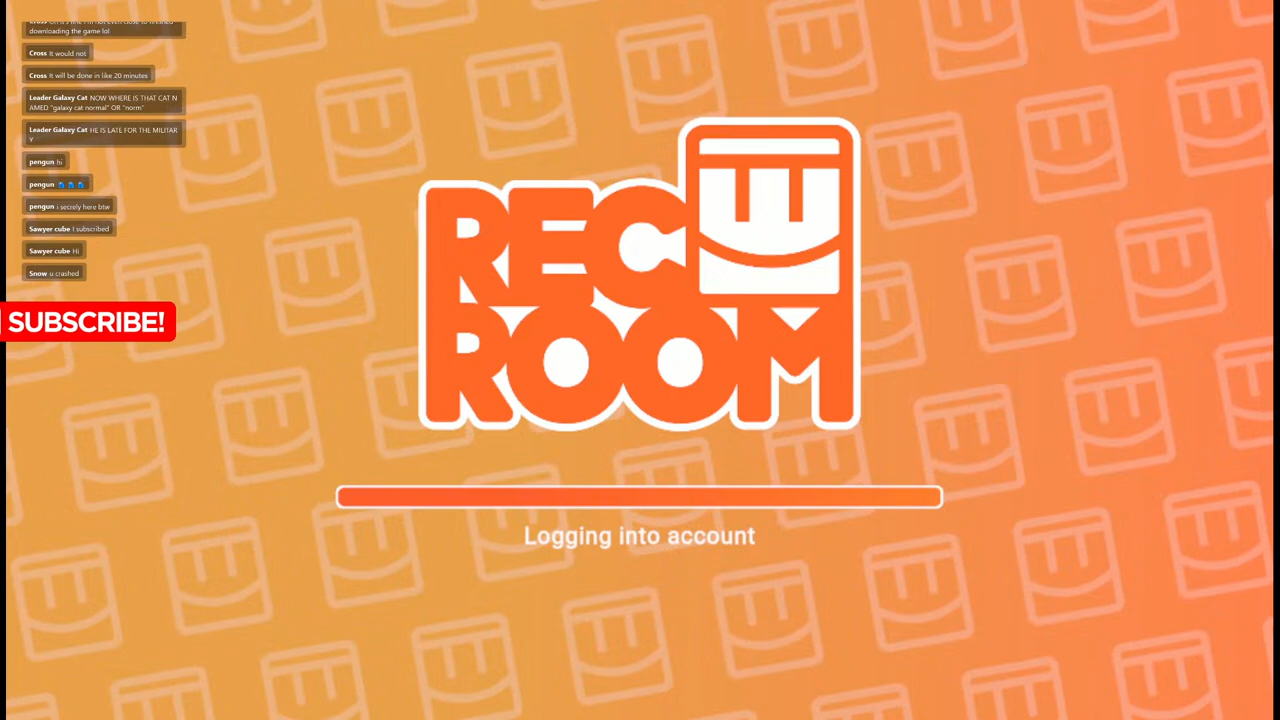 downloading the game lol
Cross It would not
Cross It will be done in like 20 minutes
Leader Galaxy Cat NOW WHERE IS THAT CAT N
AMED "galaxy cat normal" OR "norm"
Leader Galaxy Cat HE IS LATE FOR THE MILITAR
Y
pengun hi
pengun
pengun i secrely here btw
Sawyer cube I subscribed
Sawyer cube Hi
Snow u crashed
SUBSCRIBE!
REC
ROOM
Logging into account